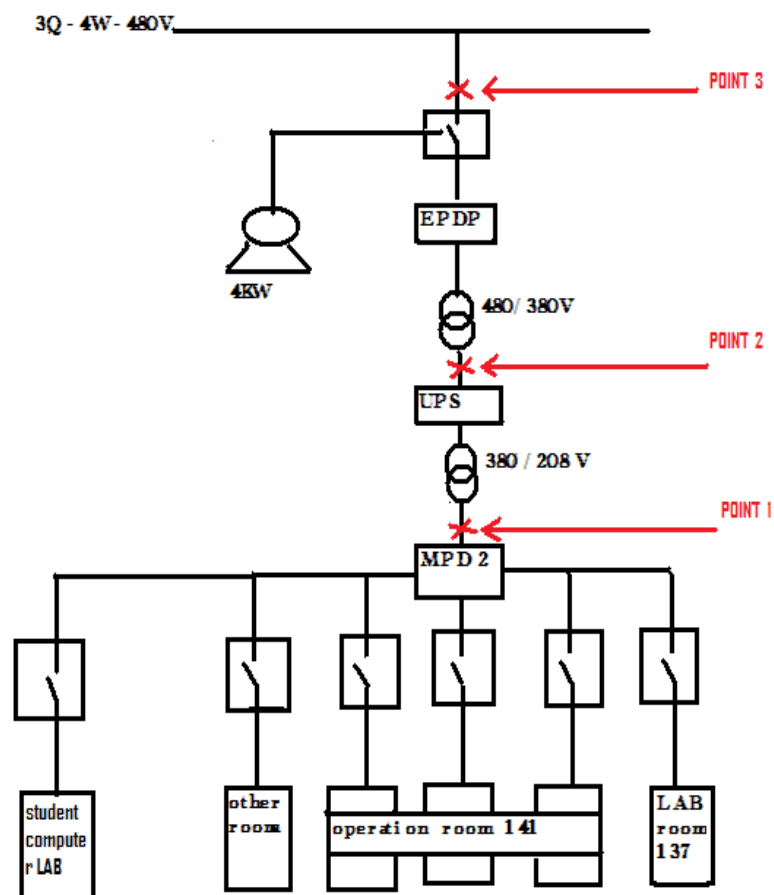 3Q - 4W - 480V
POINT 3
EPDP
4KW
480/ 380V
POINT 2
UPS
380 / 208 V
POINT 1
MPD 2
student
compute
r LAB
other
room
operation room 141
LAB
room
137